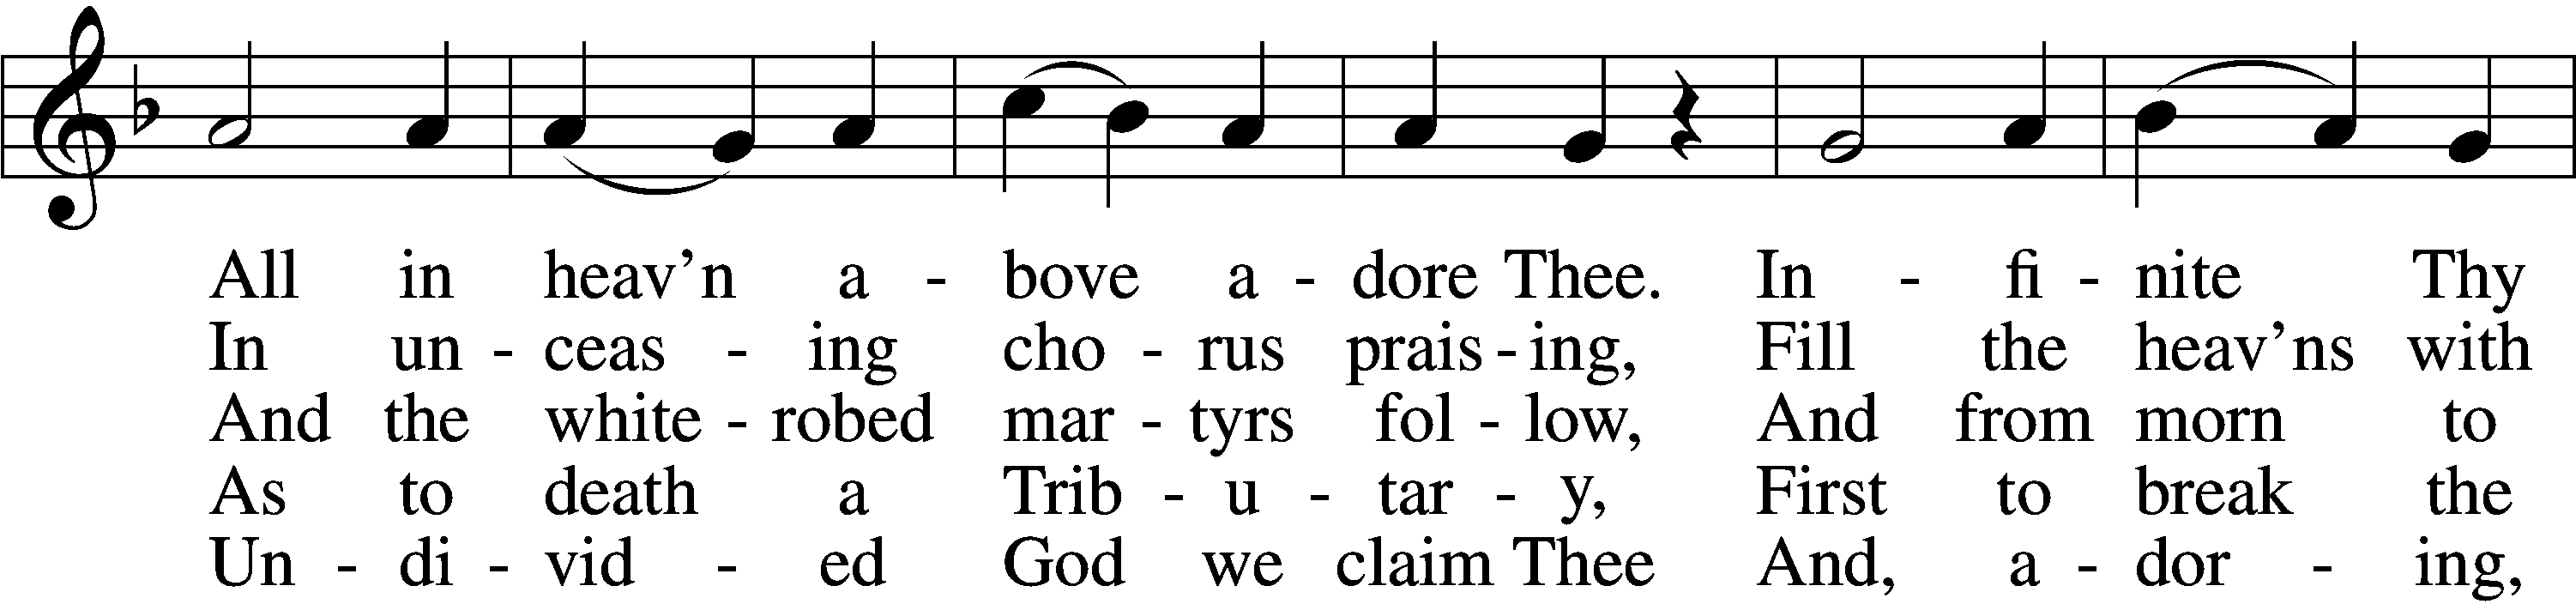 All in heav’n a - bove a - dore Thee. In - fi - nite Thy
In un - ceas - ing cho - rus prais - ing, Fill the heav’ns with
And the white - robed mar - tyrs fol - low, And from morn to
As to death a Trib - u - tar - y, First to break the
Un - di - vid - ed God we claim Thee And, a - dor - ing,